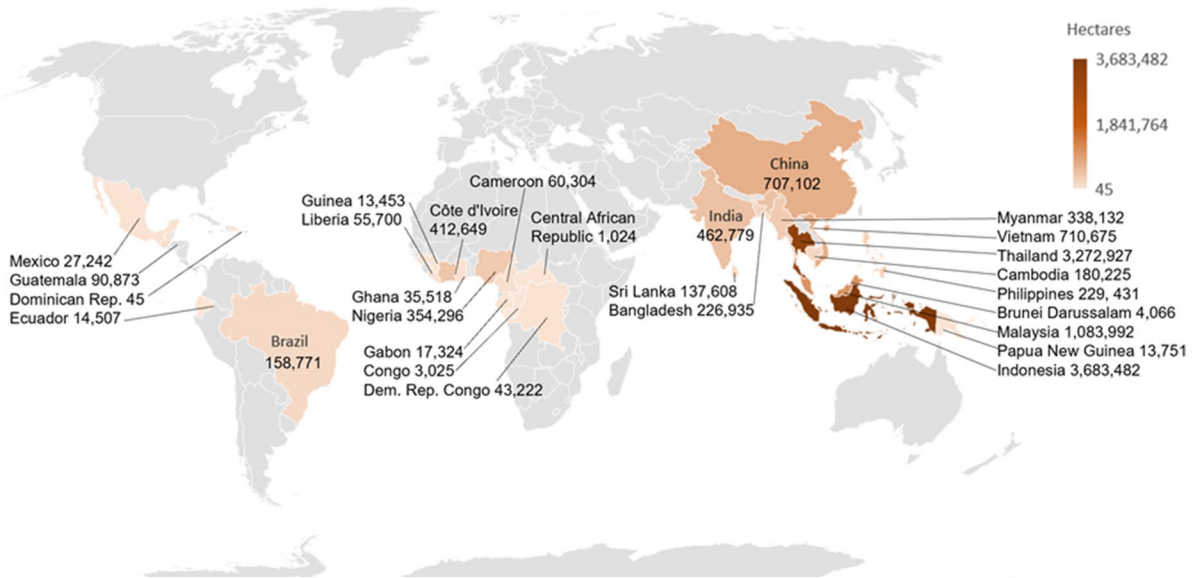 Hectares
3,683,482
1,841,764
45
China
707,102
India
462,779
Cameroon 60,304
Guinea 13,453
Liberia 55,700
Côte d'Ivoire
412,649
Central African
Republic 1,024
Myanmar 338,132
Vietnam 710,675
Thailand 3,272,927
Cambodia 180,225
Philippines 229, 431
Brunei Darussalam 4,066
Malaysia 1,083,992
Papua New Guinea 13,751
Indonesia 3,683,482
Mexico 27,242
Guatemala 90,873
Dominican Rep. 45
Ecuador 14,507
Ghana 35,518
Nigeria 354,296
Sri Lanka 137,608
Bangladesh 226,935
Brazil
158,771
Gabon 17,324
Congo 3,025
Dem. Rep. Congo 43,222